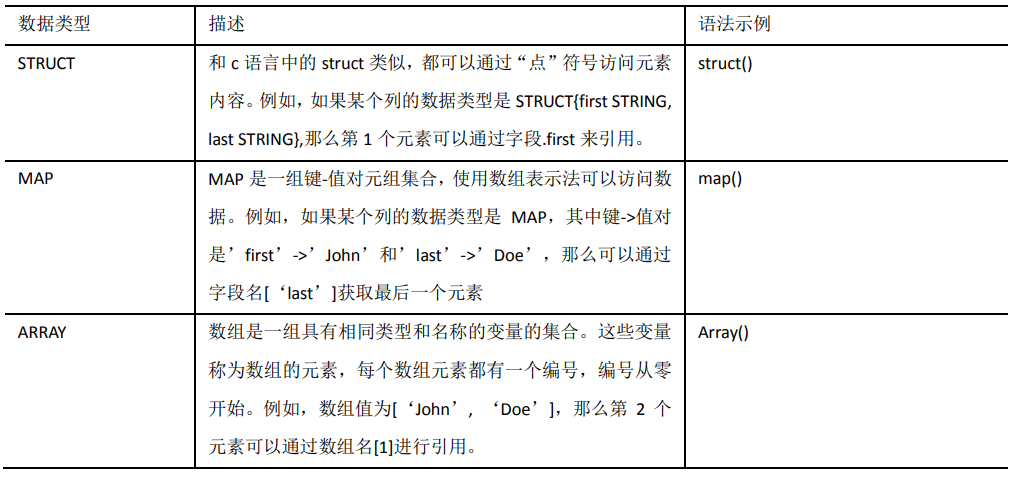 数据类型 描述 语法示例
STRUCT 和 c 语言中的 struct 类似，都可以通过“点”符号访问元素 struct()
内容。例如，如果某个列的数据类型是 STRUCT{first STRING,
last STRING},那么第 1 个元素可以通过字段.first 来引用。
MAP MAP 是一组键-值对元组集合，使用数组表示法可以访问数 map()
据。例如，如果某个列的数据类型是 MAP，其中键->值对
是’first’->’John’和’last’->’Doe’，那么可以通过
字段名[‘last’]获取最后一个元素
ARRAY 数组是一组具有相同类型和名称的变量的集合。这些变量 Array()
称为数组的元素，每个数组元素都有一个编号，编号从零
开始。例如，数组值为[‘John’, ‘Doe’]，那么第 2 个
元素可以通过数组名[1]进行引用。